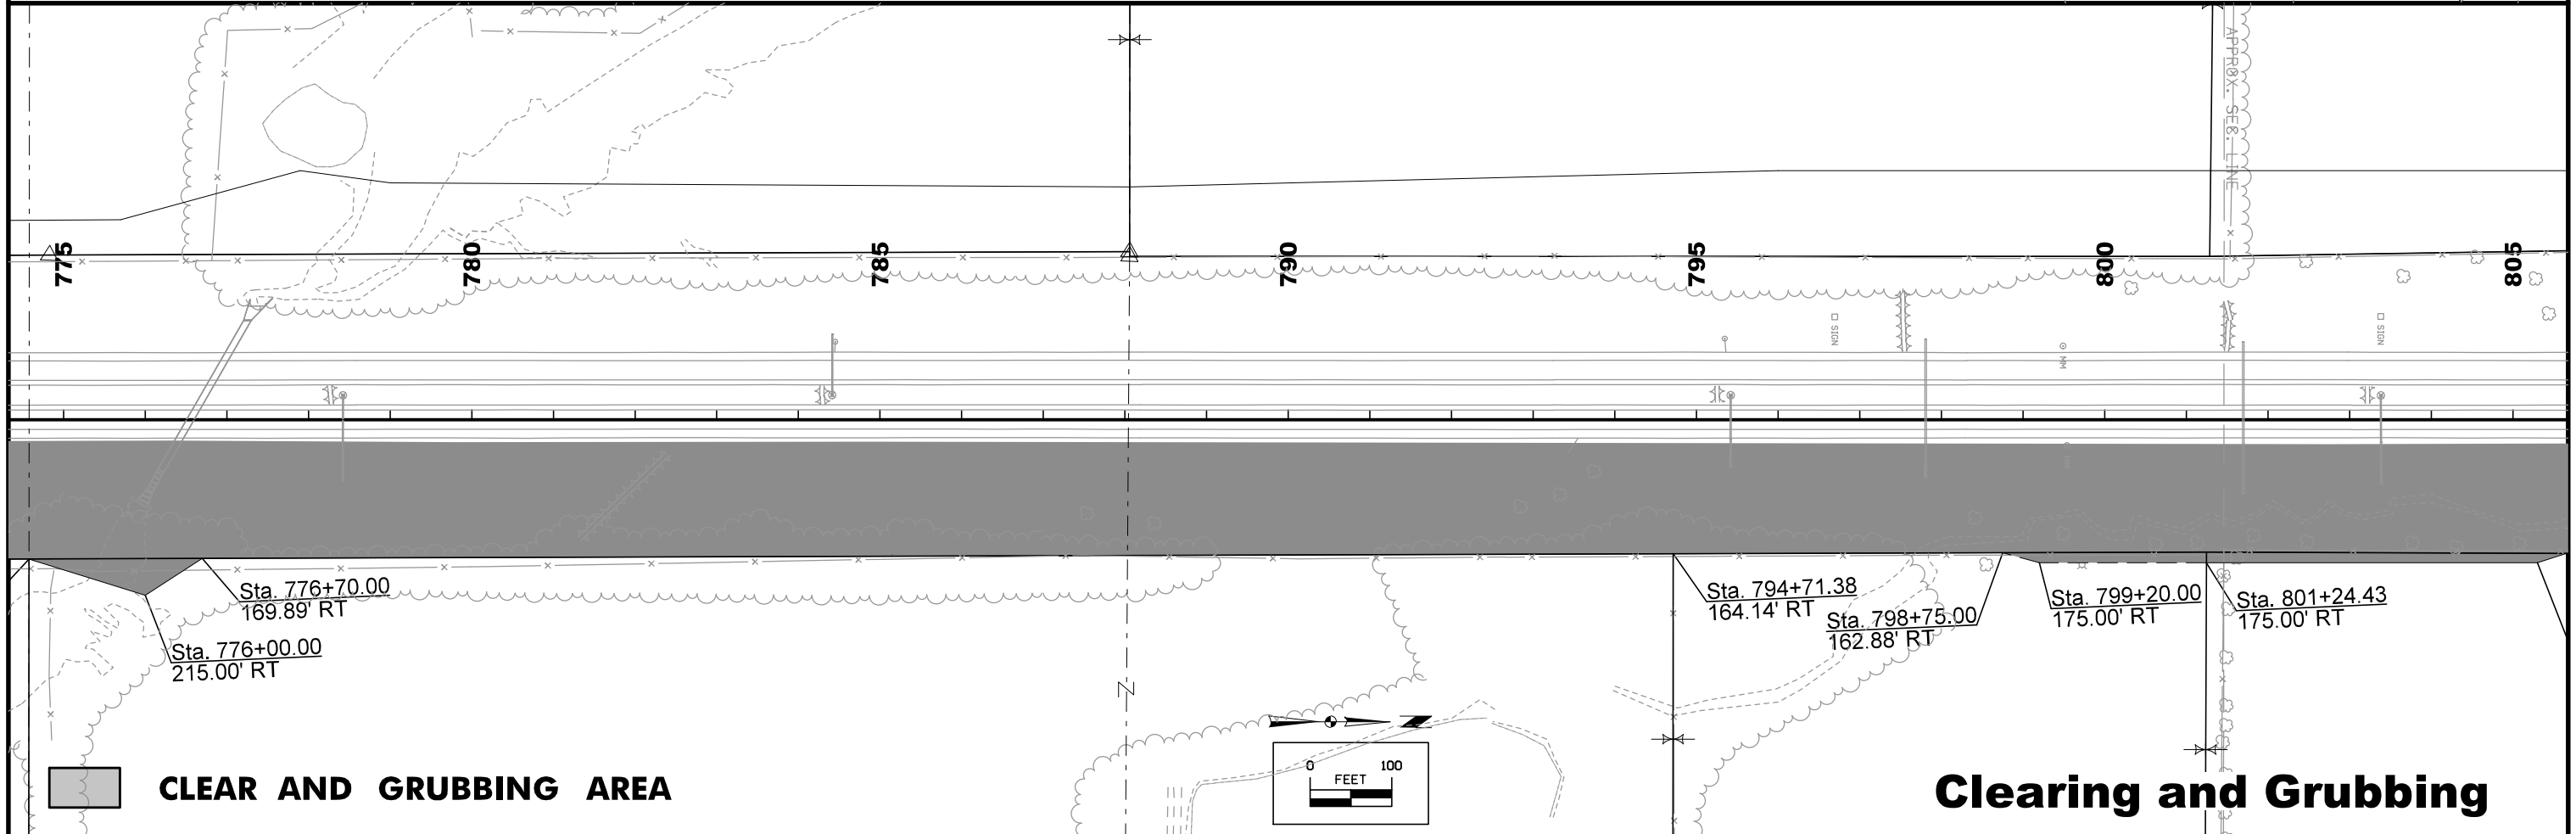 APPROX. SEC. LINE
775
780
785
790
795
800
805
SIGN
MM
SIGN
Sta. 776+70.00
169.89' RT
Sta. 776+00.00
215.00' RT
Sta. 794+71.38
164.14' RT
Sta. 798+75.00
162.88' RT
Sta. 799+20.00
175.00' RT
Sta. 801+24.43
175.00' RT
0 100
FEET
CLEAR AND GRUBBING AREA
Clearing and Grubbing